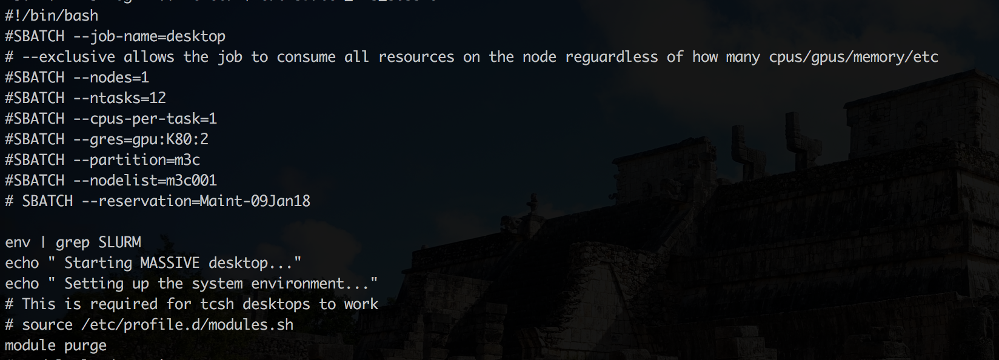 #!/bin/bash
#SBATCH --job-name=desktop
# --exclusive allows the job to consume all resources on the node reguardless of how many cpus/gpus/memory/etc
#SBATCH --nodes=1
#SBATCH --ntasks=12
#SBATCH --cpus-per-task=1
#SBATCH --gres=gpu:K80:2
#SBATCH --partition=m3c
#SBATCH --nodelist=m3c001
# SBATCH --reservation=Maint-09Jan18
env | grep SLURM
echo " Starting MASSIVE desktop..."
echo " Setting up the system environment..."
# This is required for tcsh desktops to work
# source /etc/profile.d/modules.sh
module purge